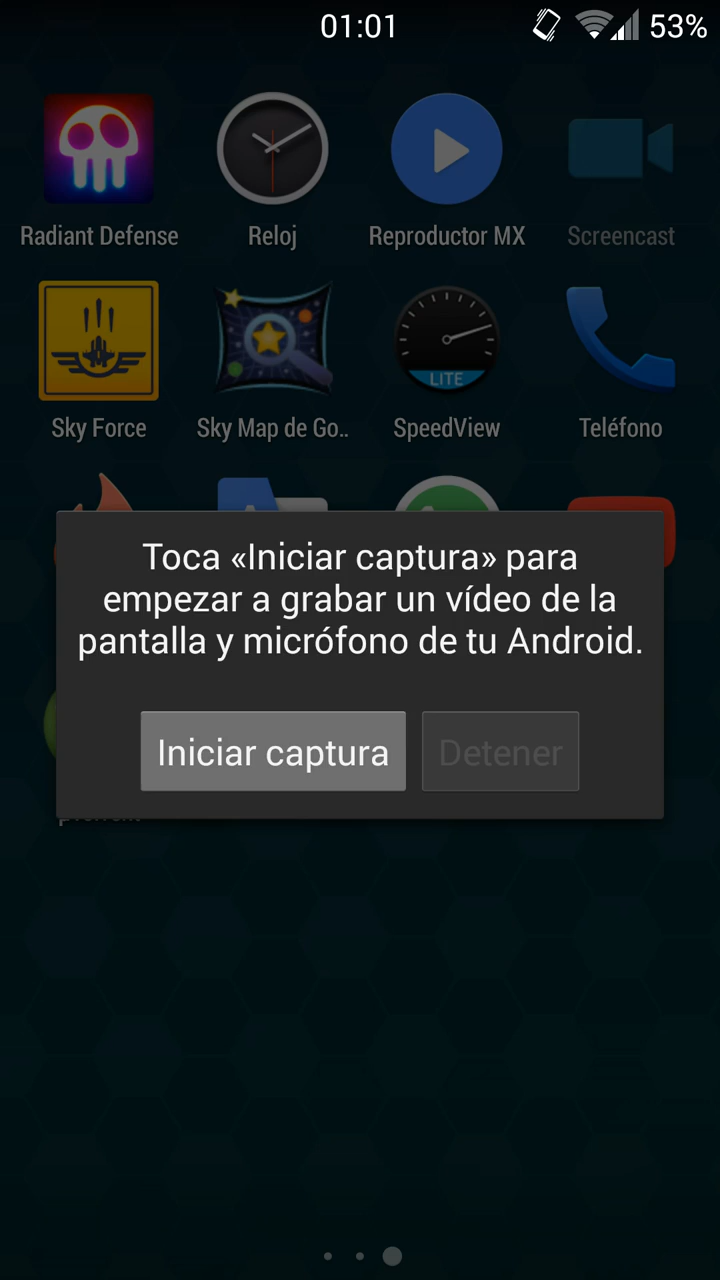 01:01 53%
Radiant Defense Reloj Reproductor MX Screencast
LITE
Sky Force Sky Map de Go.. SpeedView Teléfono
Toca «Iniciar captura» para
empezar a grabar un vídeo de la
pantalla y micrófono de tu Android.
Iniciar captura Detener